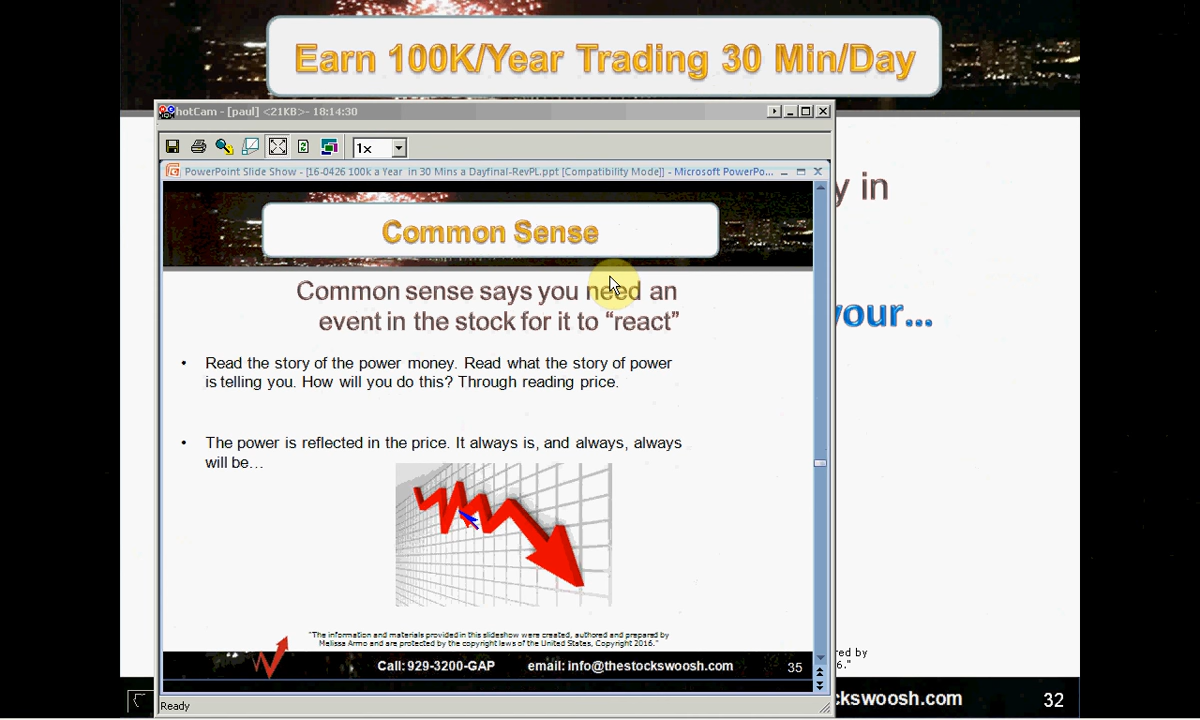 Earn 100K/Year Trading 30 Min/Day
hotCam - [paul] <21KB>- 18:14:30
1x
PowerPoint Slide Show - [16-0426 100k a Year in 30 Mins a Dayfinal-RevPL.ppt [Compatibility Mode]] - Microsoft PowerPo...
Common Sense
y in
Common sense says you need an
event in the stock for it to “react”
your...
Read the story of the power money. Read what the story of power
is telling you. How will you do this? Through reading price.
The power is reflected in the price. It always is, and always, always
will be…
"The information and materials provided in this slideshow were created, authored and prepared by
Melissa Armo and are protected by the copyright laws of the United States, Copyright 2016."
red by
6."
Call: 929-3200-GAP email: info@thestockswoosh.com 35
ckswoosh.com 32
Ready